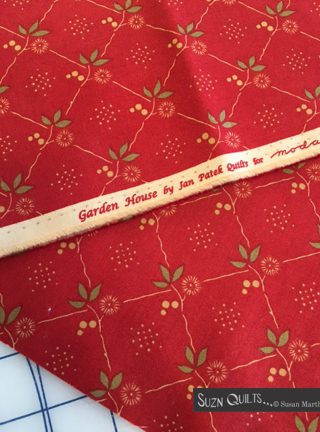 Garden House by Jan Patek Quilts for moda
SUZN QUILTS... © Susan Marth